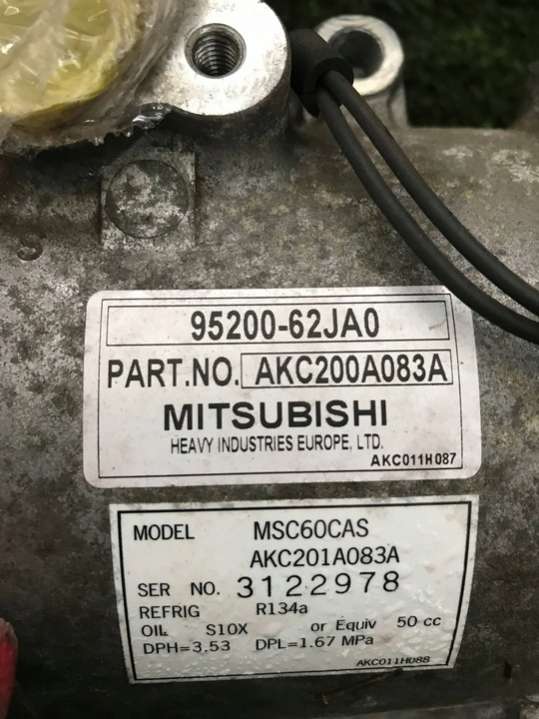 95200-62JA0
PART.NO. AKC200A083A
MITSUBISHI
HEAVY INDUSTRIES EUROPE, LTD.
AKC011H087
MODEL MSC60CAS
AKC201A083A
SER NO. 3122978
REFRIG R134a
OIL S10X or Equiv 50 cc
DPH=3.53 DPL=1.67 MPa
AKC011H088